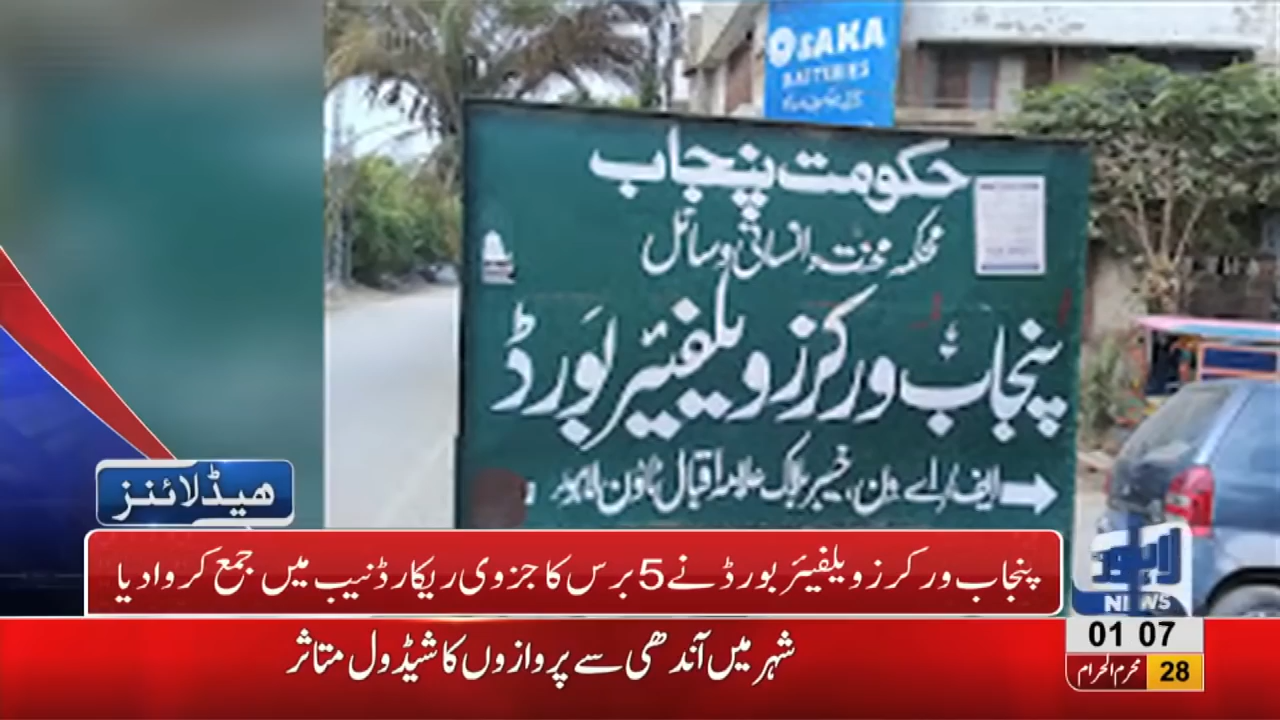 OSAKA
BATTERIES
حکومت پنجاب
محکمہ محنت و انسانی وسائل
پنجاب ورکرز ویلفیئر بورڈ
ایف/اے ون، خیبر بلاک علامہ اقبال ٹاؤن لاہور
ہیڈلائنز
پنجاب ورکرز ویلفیئر بورڈ نے 5 برس کا جزوی ریکارڈ نیب میں جمع کروا دیا
شہر میں آندھی سے پروازوں کا شیڈول متاثر
لاہور
NEWS
01 07
28 محرم الحرام